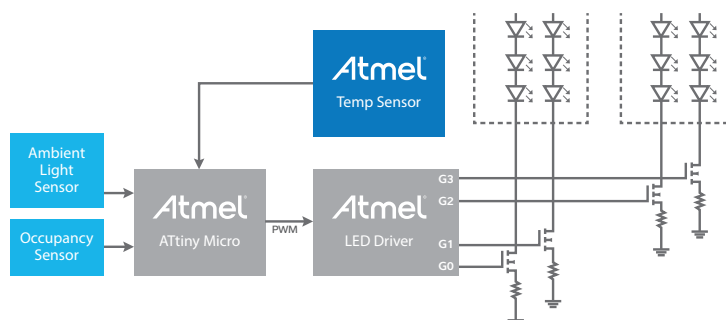 Atmel®
Temp Sensor
Ambient
Light
Sensor
Occupancy
Sensor
Atmel®
ATtiny Micro
PWM
Atmel®
LED Driver
G3
G2
G1
G0